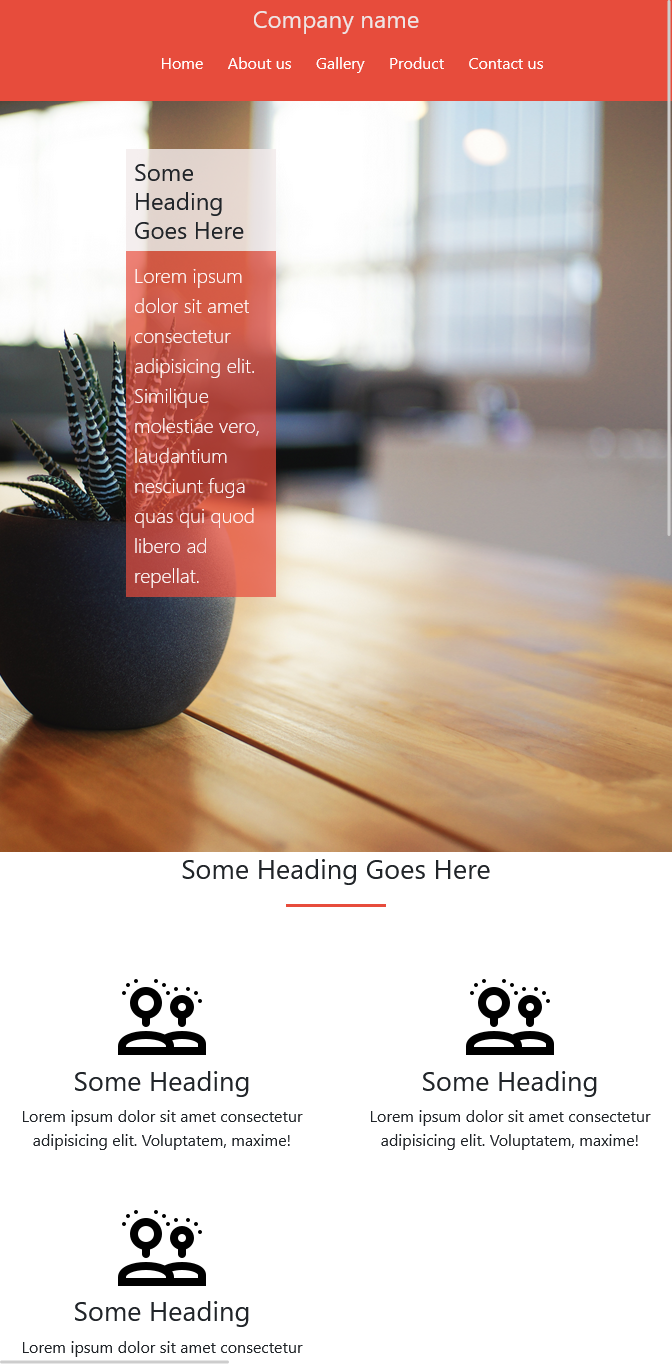 Company name
Home About us Gallery Product Contact us
Some
Heading
Goes Here
Lorem ipsum
dolor sit amet
consectetur
adipisicing elit.
Similique
molestiae vero,
laudantium
nesciunt fuga
quas qui quod
libero ad
repellat.
Some Heading Goes Here
Some Heading
Lorem ipsum dolor sit amet consectetur
adipisicing elit. Voluptatem, maxime!
Some Heading
Lorem ipsum dolor sit amet consectetur
adipisicing elit. Voluptatem, maxime!
Some Heading
Lorem ipsum dolor sit amet consectetur